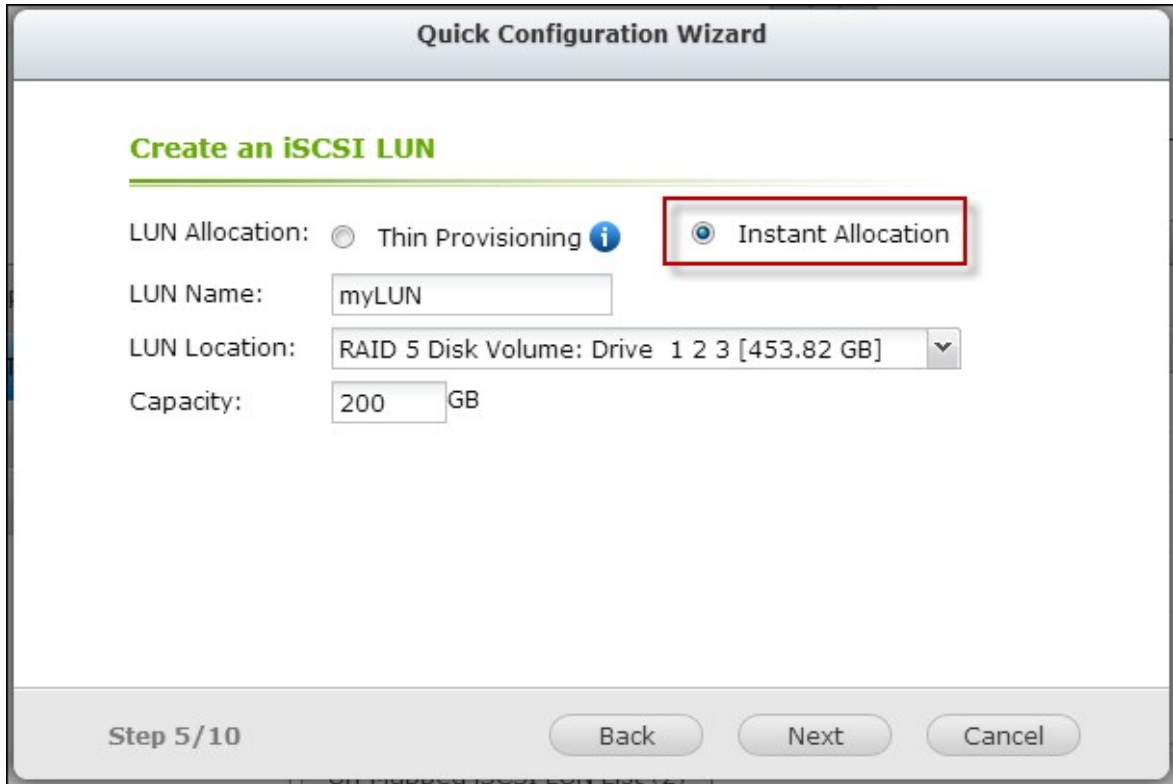 Quick Configuration Wizard
Create an iSCSI LUN
LUN Allocation: Thin Provisioning i Instant Allocation
LUN Name: myLUN
LUN Location: RAID 5 Disk Volume: Drive 1 2 3 [453.82 GB]
Capacity: 200 GB
Step 5/10 Back Next Cancel